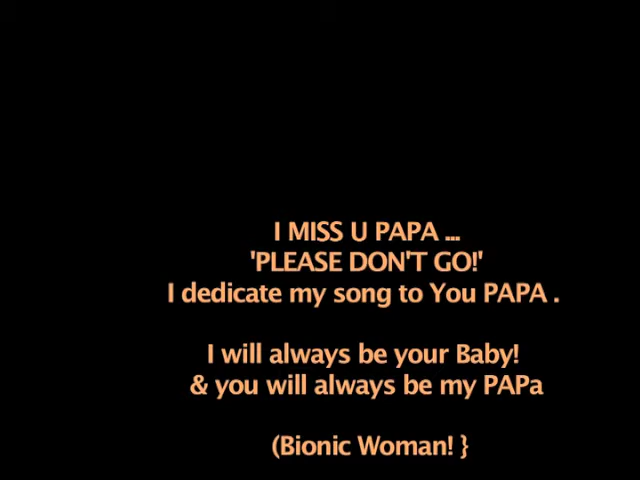 I MISS U PAPA ...
'PLEASE DON'T GO!'
I dedicate my song to You PAPA .
I will always be your Baby!
& you will always be my PAPa
(Bionic Woman! }